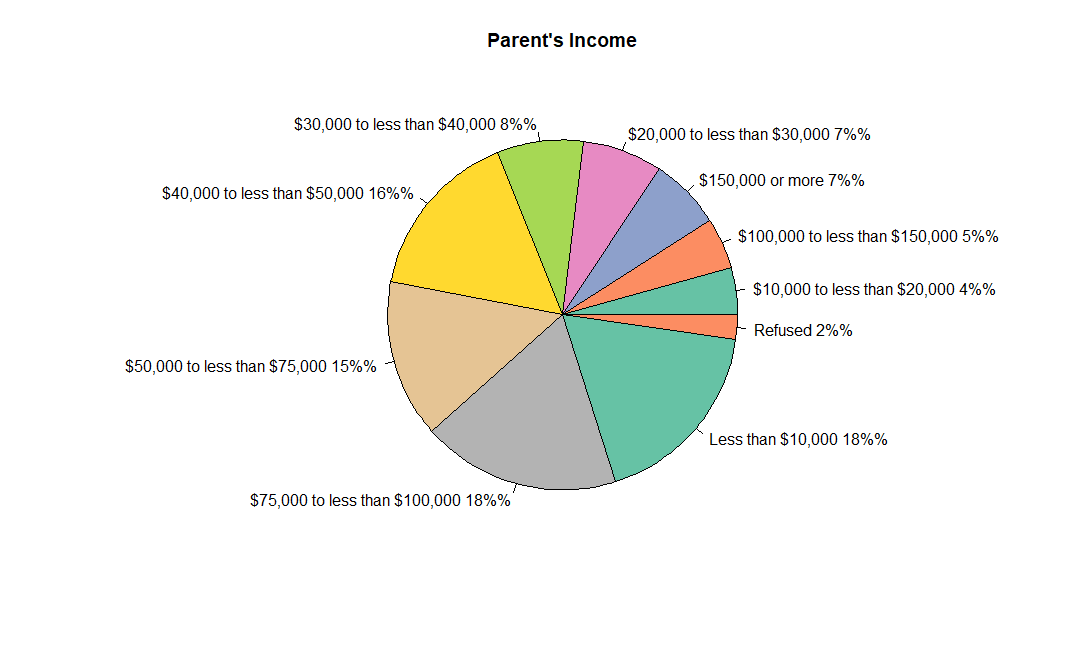 Parent's Income
$30,000 to less than $40,000 8%%
$20,000 to less than $30,000 7%%
$150,000 or more 7%%
$40,000 to less than $50,000 16%%
$100,000 to less than $150,000 5%%
$10,000 to less than $20,000 4%%
Refused 2%%
$50,000 to less than $75,000 15%%
Less than $10,000 18%%
$75,000 to less than $100,000 18%%